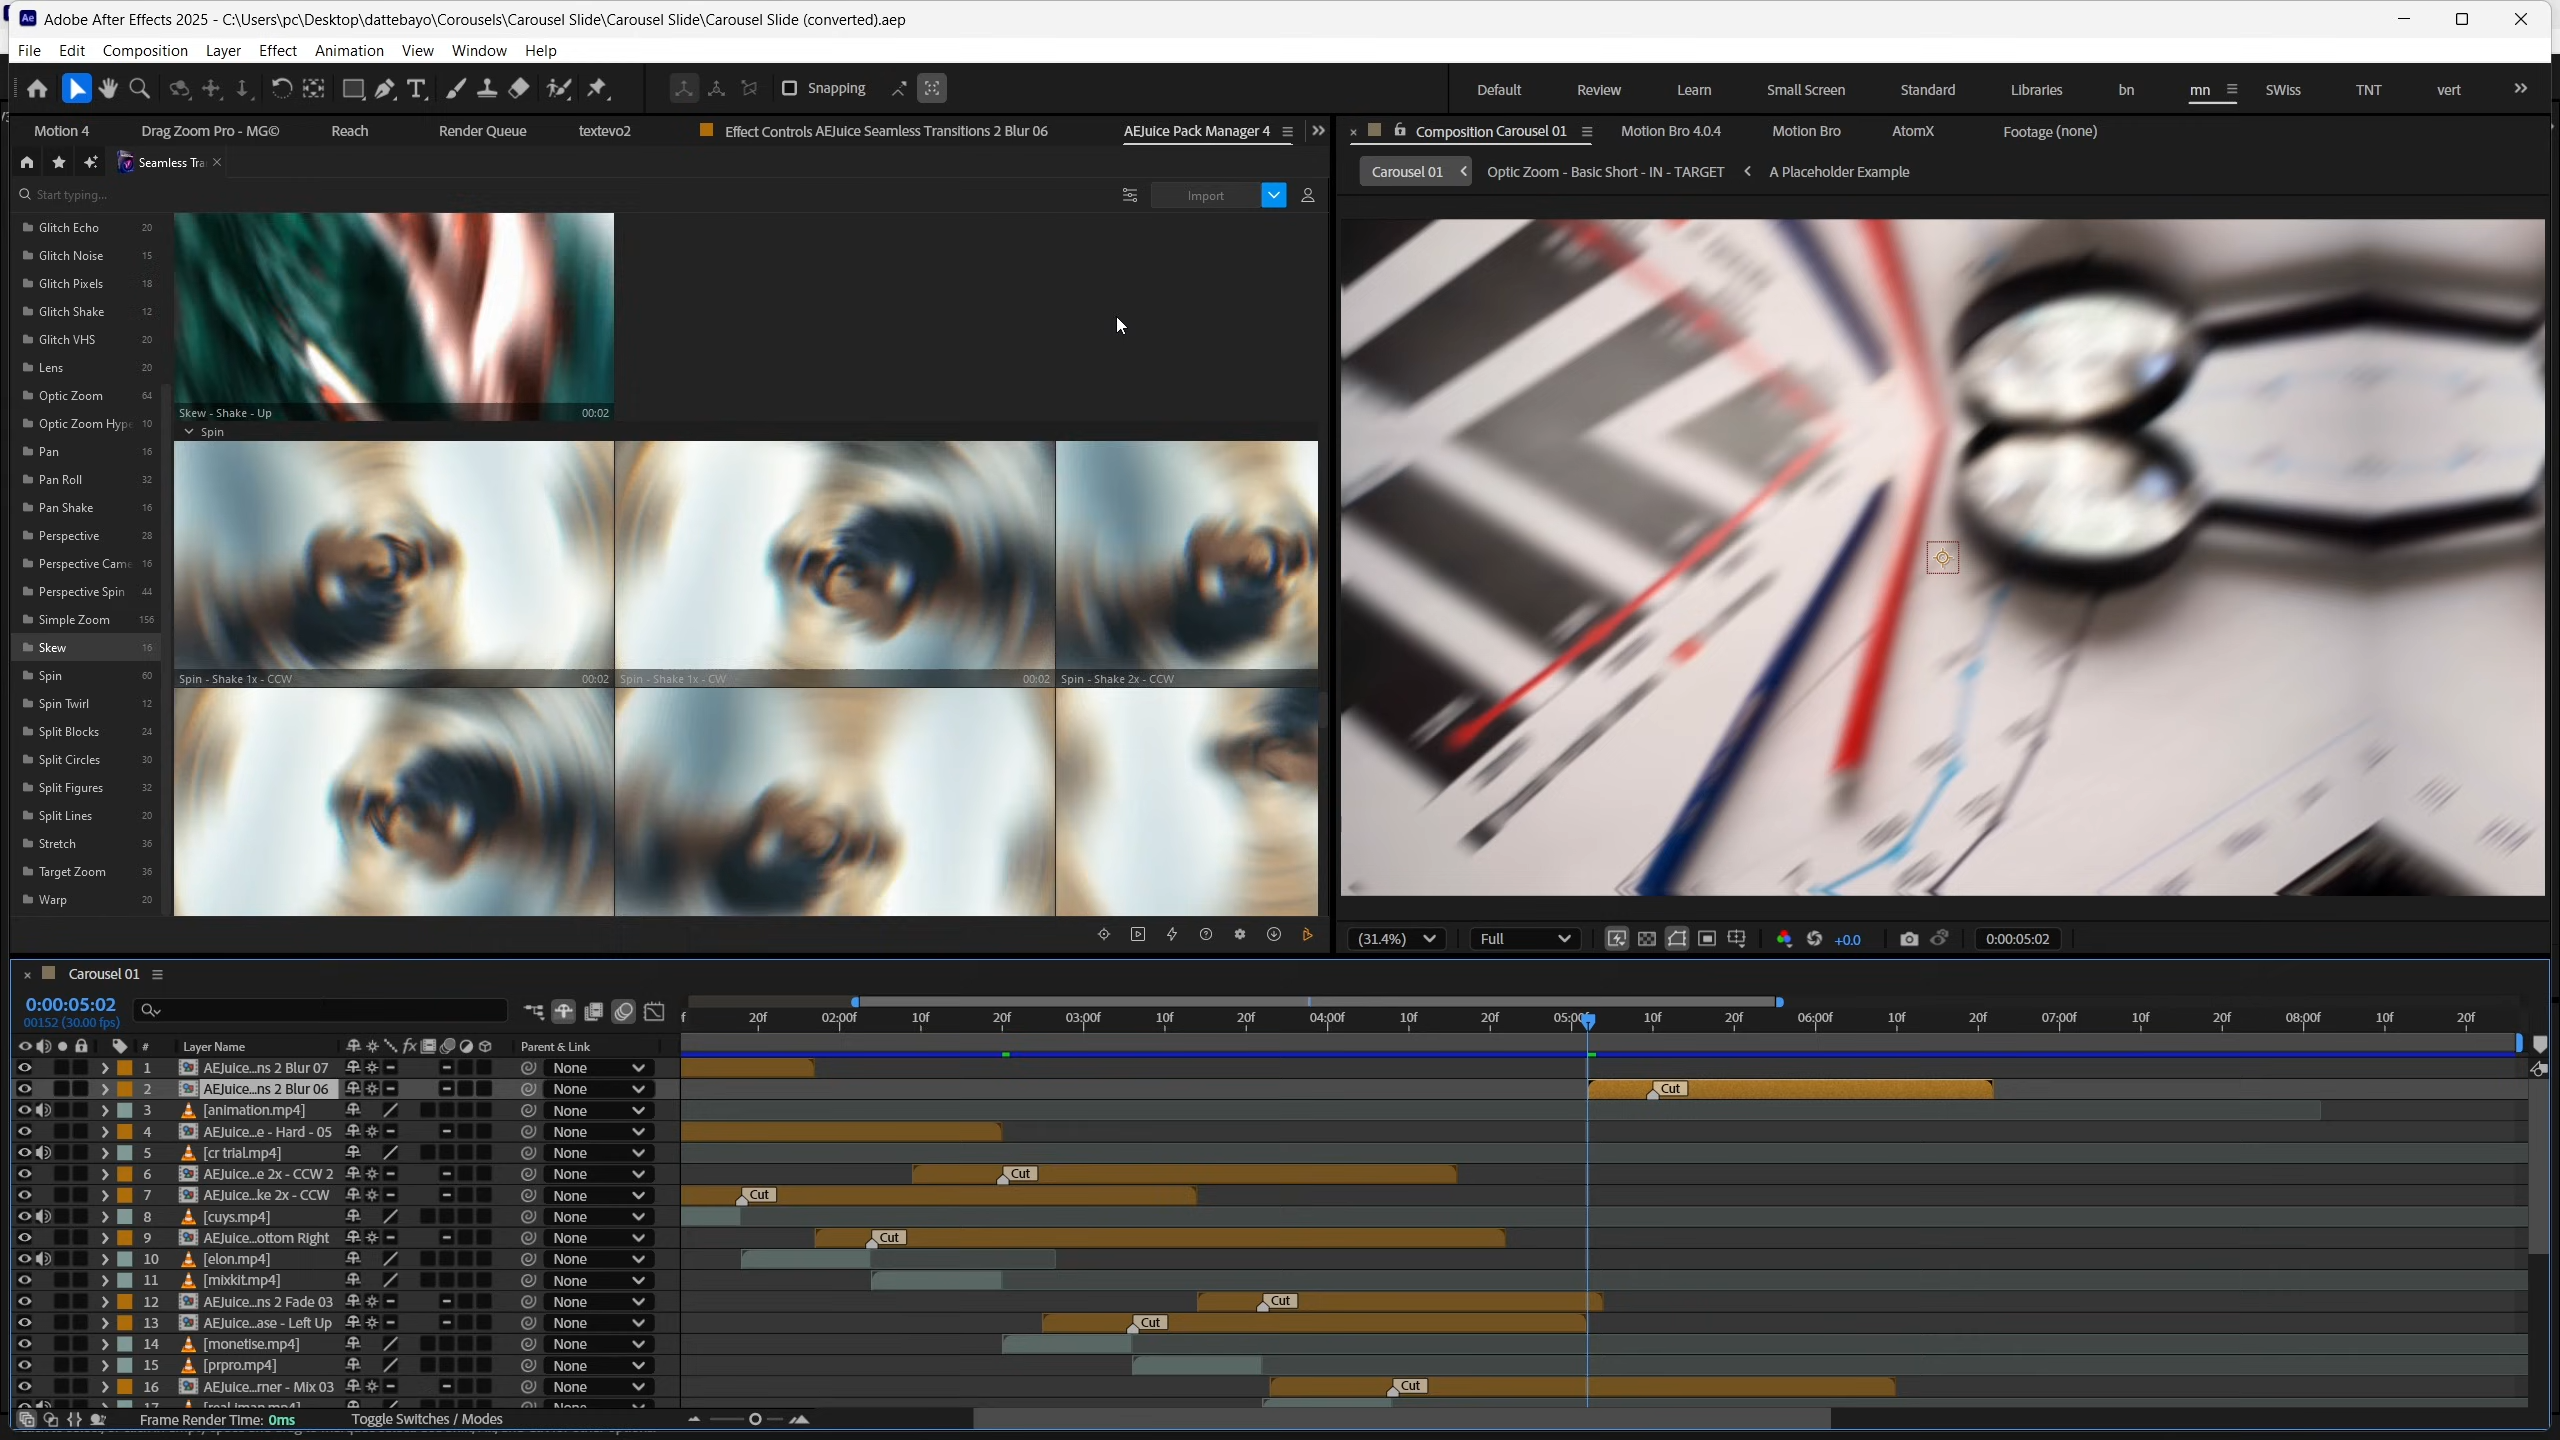 Adobe After Effects 2025 - C:\Users\pc\Desktop\dattebayo\Corousels\Carousel Slide\Carousel Slide\Carousel Slide (converted).aep
File Edit Composition Layer Effect Animation View Window Help
Snapping
Default Review Learn Small Screen Standard Libraries bn mn SWiss TNT vert
Motion 4 Drag Zoom Pro - MG© Reach Render Queue textevo2 Effect Controls AEJuice Seamless Transitions 2 Blur 06 AEJuice Pack Manager 4
Composition Carousel 01 Motion Bro 4.0.4 Motion Bro AtomX Footage (none)
Seamless Tra
Carousel 01 Optic Zoom - Basic Short - IN - TARGET A Placeholder Example
Start typing...
Import
Glitch Echo 20
Glitch Noise 15
Glitch Pixels 18
Glitch Shake 12
Glitch VHS 20
Lens 20
Optic Zoom 64
Optic Zoom Hype 10
Pan 16
Pan Roll 32
Pan Shake 16
Perspective 28
Perspective Came 16
Perspective Spin 44
Simple Zoom 156
Skew 16
Spin 60
Spin Twirl 12
Split Blocks 24
Split Circles 30
Split Figures 32
Split Lines 20
Stretch 36
Target Zoom 36
Warp 20
Skew - Shake - Up 00:02
Spin
Spin - Shake 1x - CCW 00:02
Spin - Shake 1x - CW 00:02
Spin - Shake 2x - CCW
(31.4%) Full +0.0 0:00:05:02
Carousel 01
0:00:05:02
00152 (30.00 fps)
f 20f 02:00f 10f 20f 03:00f 10f 20f 04:00f 10f 20f 05:00f 10f 20f 06:00f 10f 20f 07:00f 10f 20f 08:00f 10f 20f
# Layer Name fx Parent & Link
1 AEJuice...ns 2 Blur 07 None
2 AEJuice...ns 2 Blur 06 None Cut
3 [animation.mp4] None
4 AEJuice...e - Hard - 05 None
5 [cr trial.mp4] None
6 AEJuice...e 2x - CCW 2 None Cut
7 AEJuice...ke 2x - CCW None Cut
8 [cuys.mp4] None
9 AEJuice...ottom Right None Cut
10 [elon.mp4] None
11 [mixkit.mp4] None
12 AEJuice...ns 2 Fade 03 None Cut
13 AEJuice...ase - Left Up None Cut
14 [monetise.mp4] None
15 [prpro.mp4] None
16 AEJuice...rner - Mix 03 None Cut
Frame Render Time: 0ms Toggle Switches / Modes